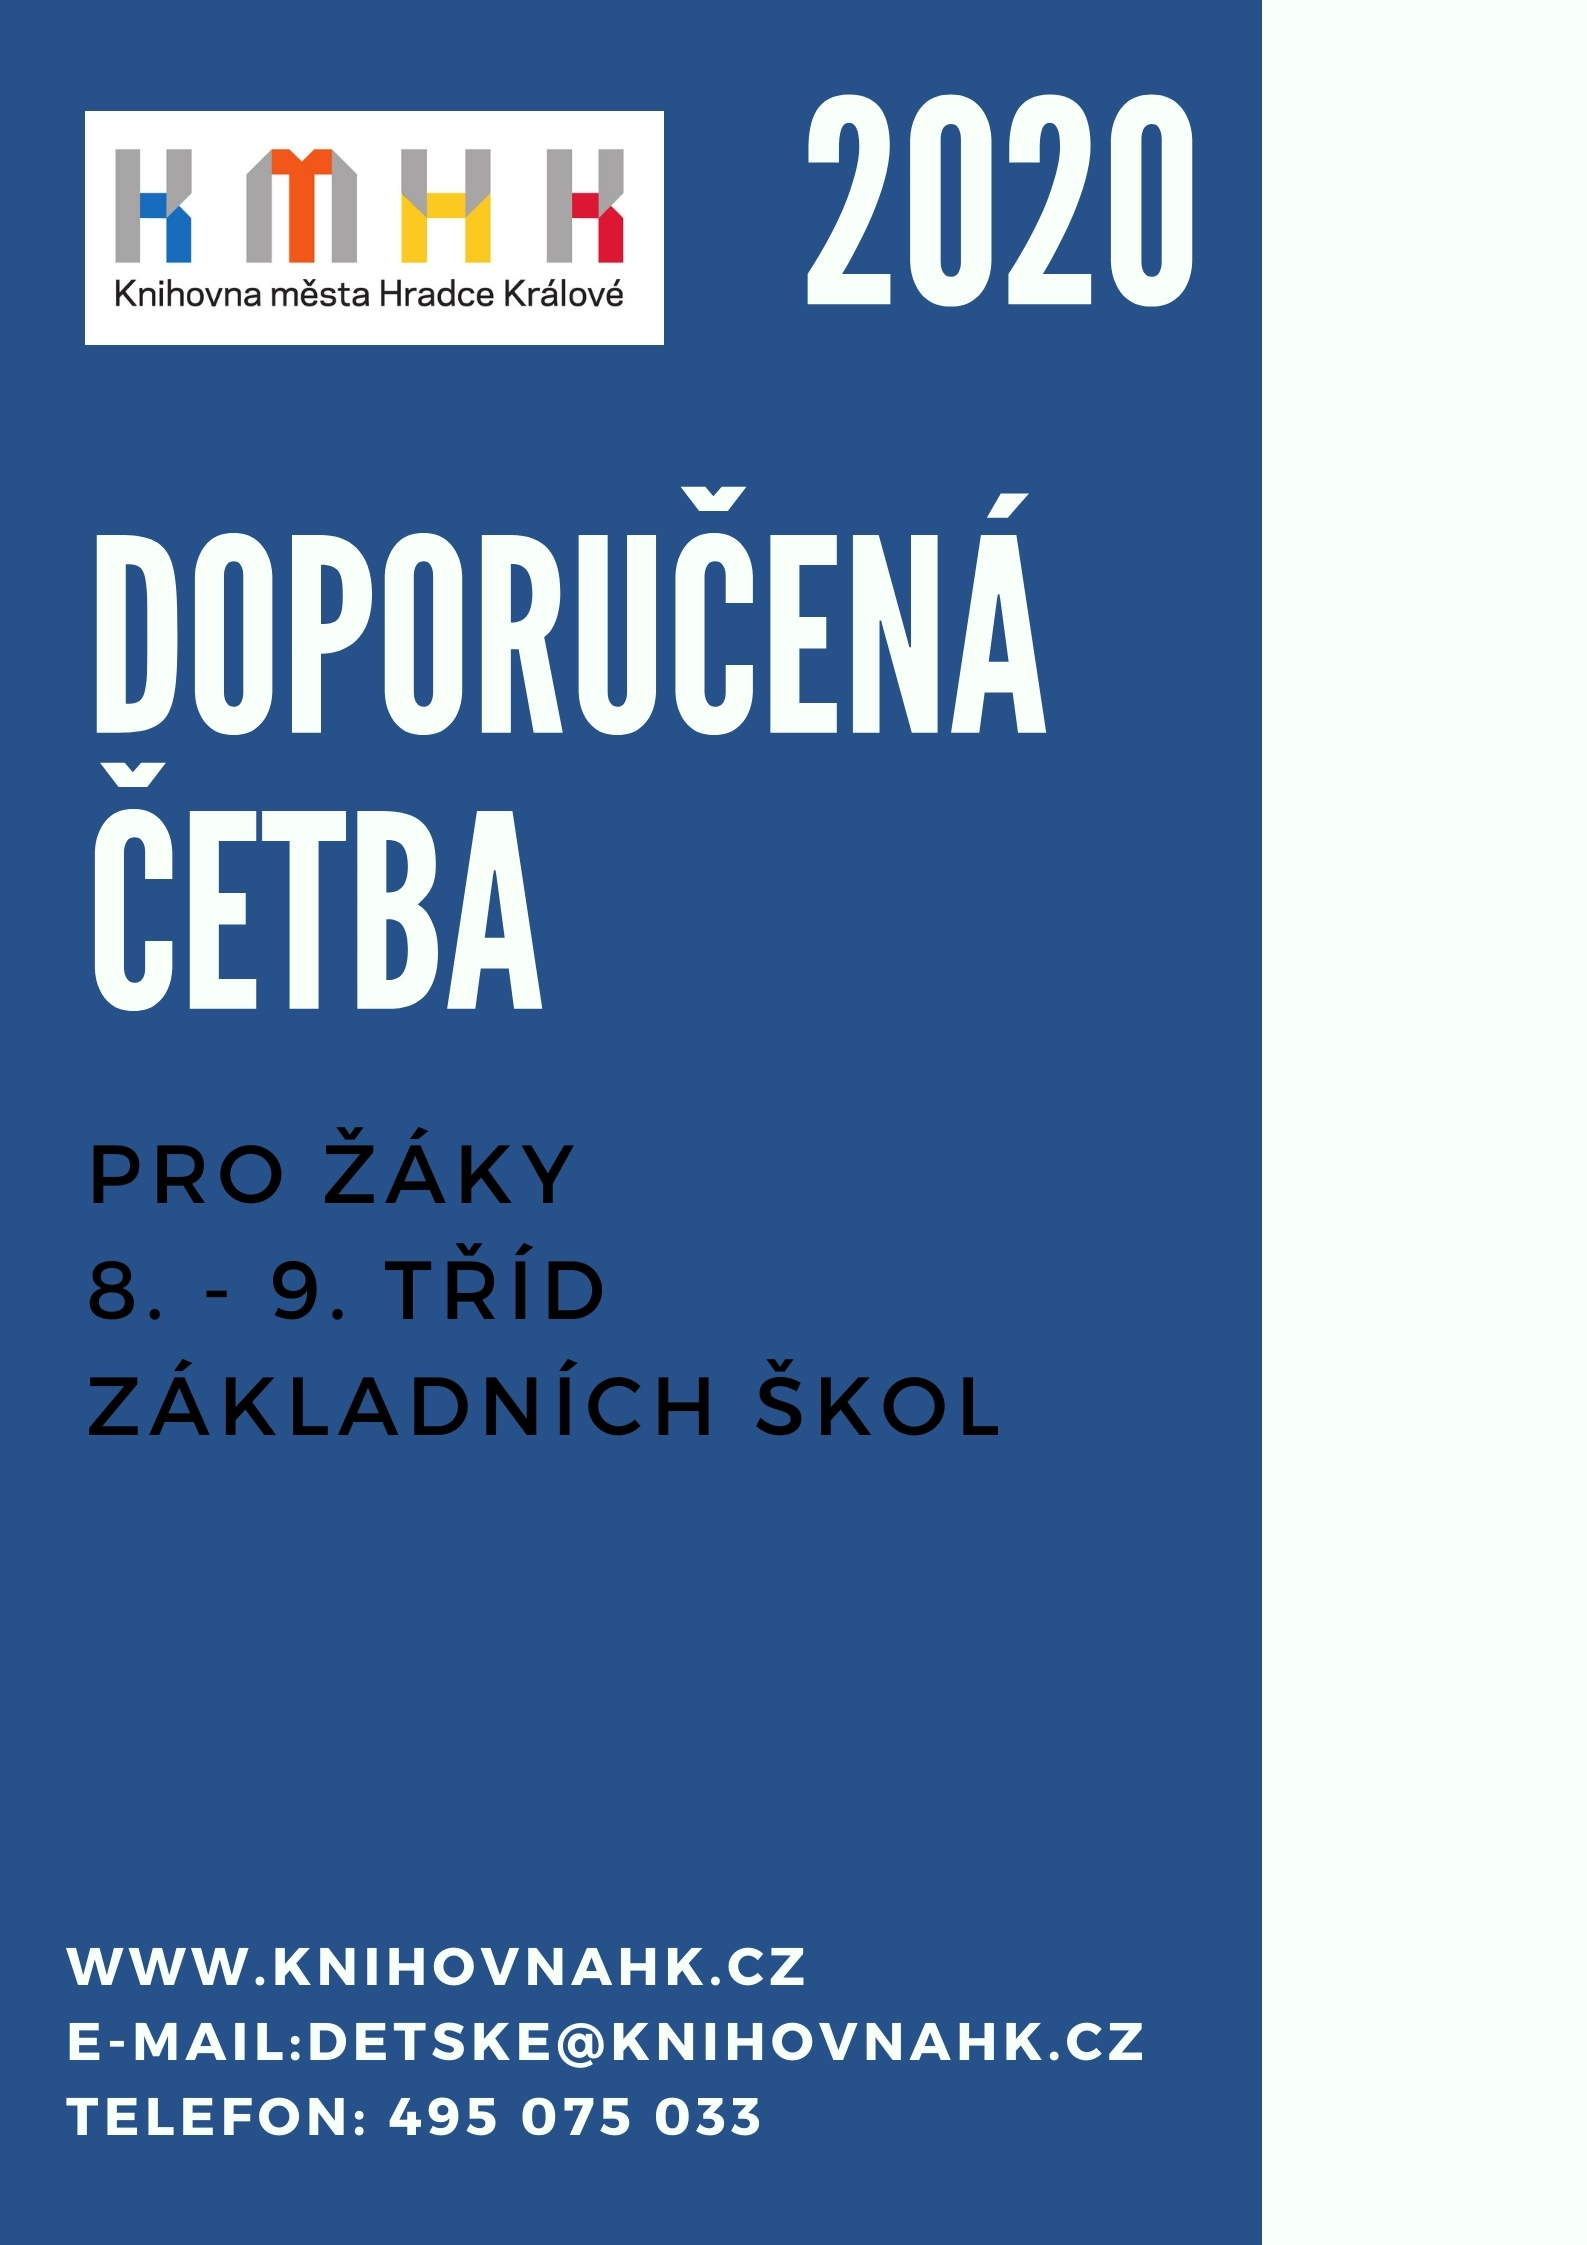 KMHK
Knihovna města Hradce Králové
2020
DOPORUČENÁ
ČETBA
PRO ŽÁKY
8. - 9. TŘÍD
ZÁKLADNÍCH ŠKOL
WWW.KNIHOVNAHK.CZ
E-MAIL:DETSKE@KNIHOVNAHK.CZ
TELEFON: 495 075 033